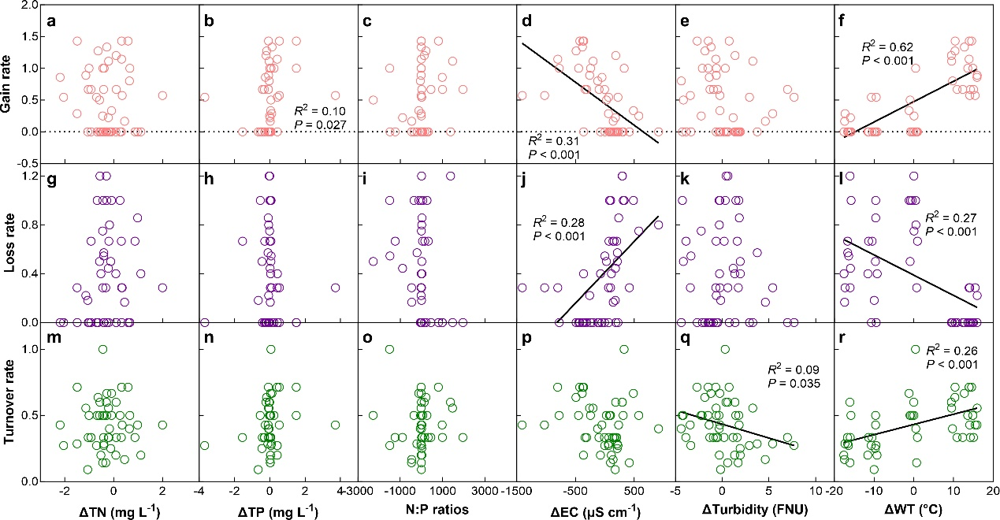 2.0 a b c d e f
1.5
R² = 0.62
P < 0.001
Gain rate
1.0
0.5
R² = 0.10
P = 0.027
0.0
R² = 0.31
P < 0.001
-0.5
1.2 g h i j k l
R² = 0.28
P < 0.001
R² = 0.27
P < 0.001
Loss rate
0.8
0.4
0.0
m n o p q r
1.0
R² = 0.26
P < 0.001
R² = 0.09
P = 0.035
Turnover rate
0.5
0.0
-2 0 2 -4 -2 0 2 4 -3000 -1000 1000 3000 -1500 -500 500 -5 0 5 10 -20 -10 0 10 20
ΔTN (mg L⁻¹) ΔTP (mg L⁻¹) N:P ratios ΔEC (µS cm⁻¹) ΔTurbidity (FNU) ΔWT (°C)